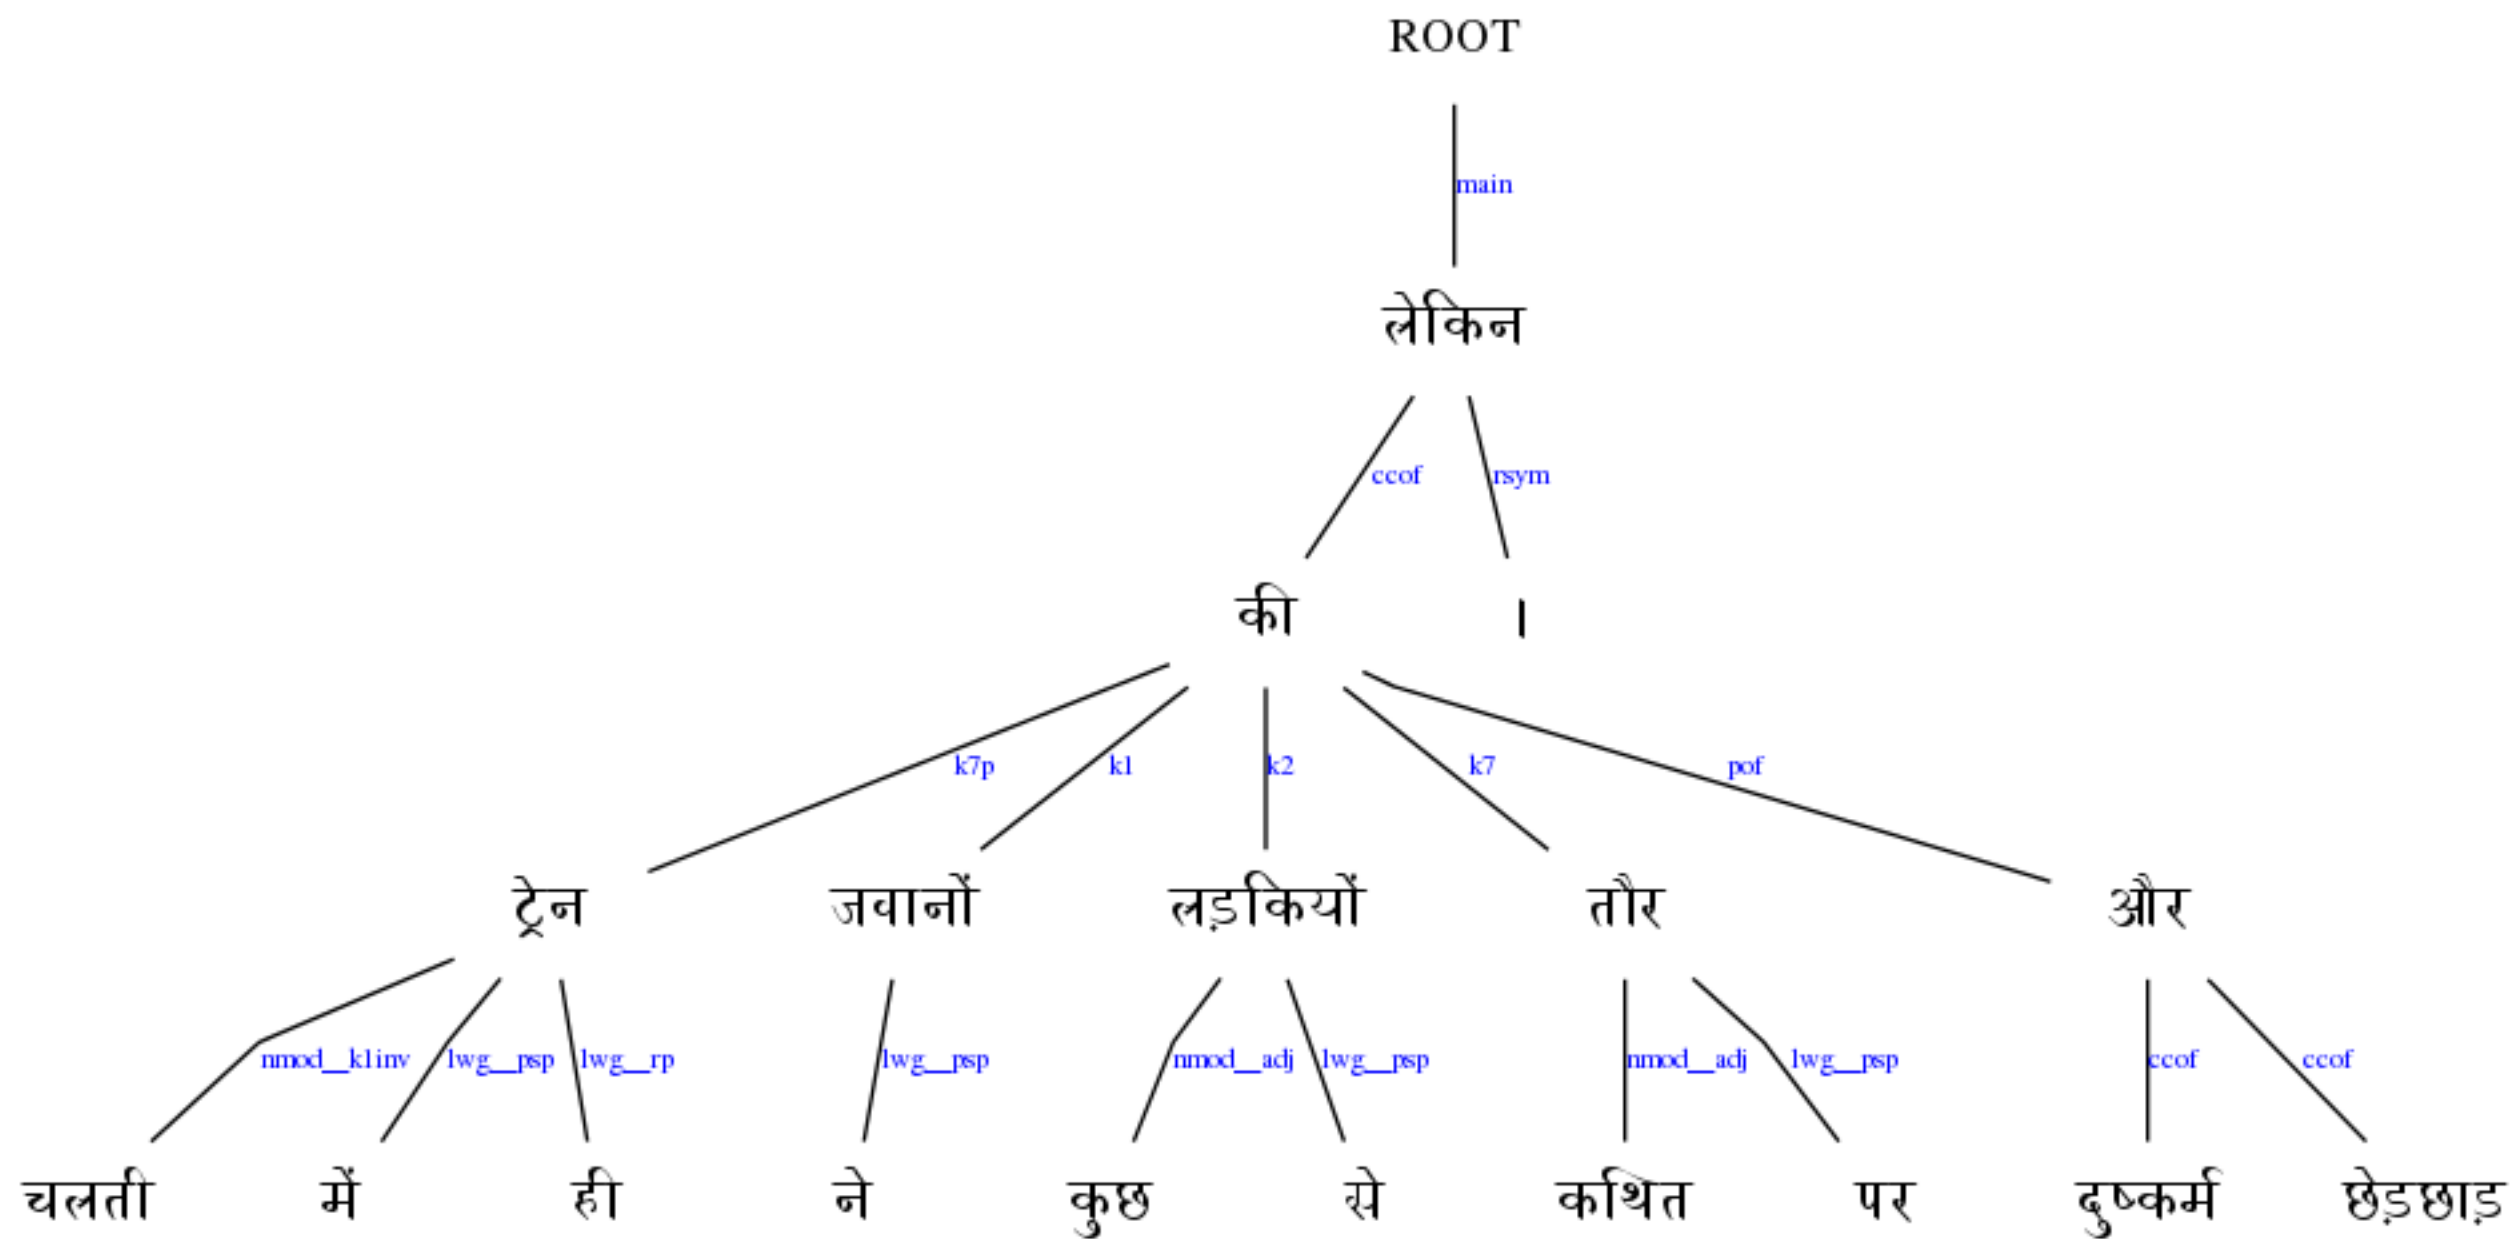 ROOT
main
लेकिन
ccof rsym
की ।
k7p k1 k2 k7 pof
ट्रेन जवानों लड़कियों तौर और
nmod__k1inv lwg__psp lwg__rp lwg__psp nmod__adj lwg__psp nmod__adj lwg__psp ccof ccof
चलती में ही ने कुछ से कथित पर दुष्कर्म छेड़छाड़